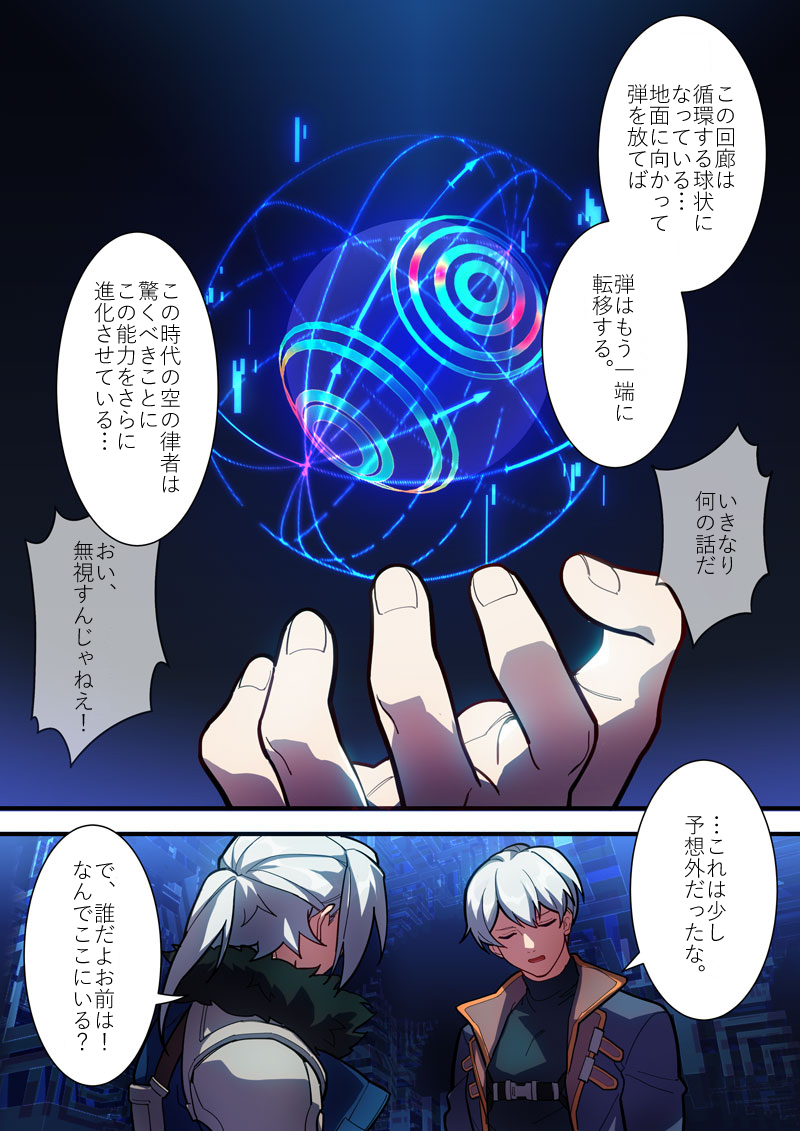 この回廊は
循環する球状に
なっている…
地面に向かって
弾を放てば
弾はもう一端に
転移する。
この時代の空の律者は
驚くべきことに
この能力をさらに
進化させている…
いきなり
何の話だ
おい、
無視すんじゃねえ！
…これは少し
予想外だったな。
で、誰だよお前は！
なんでここにいる？